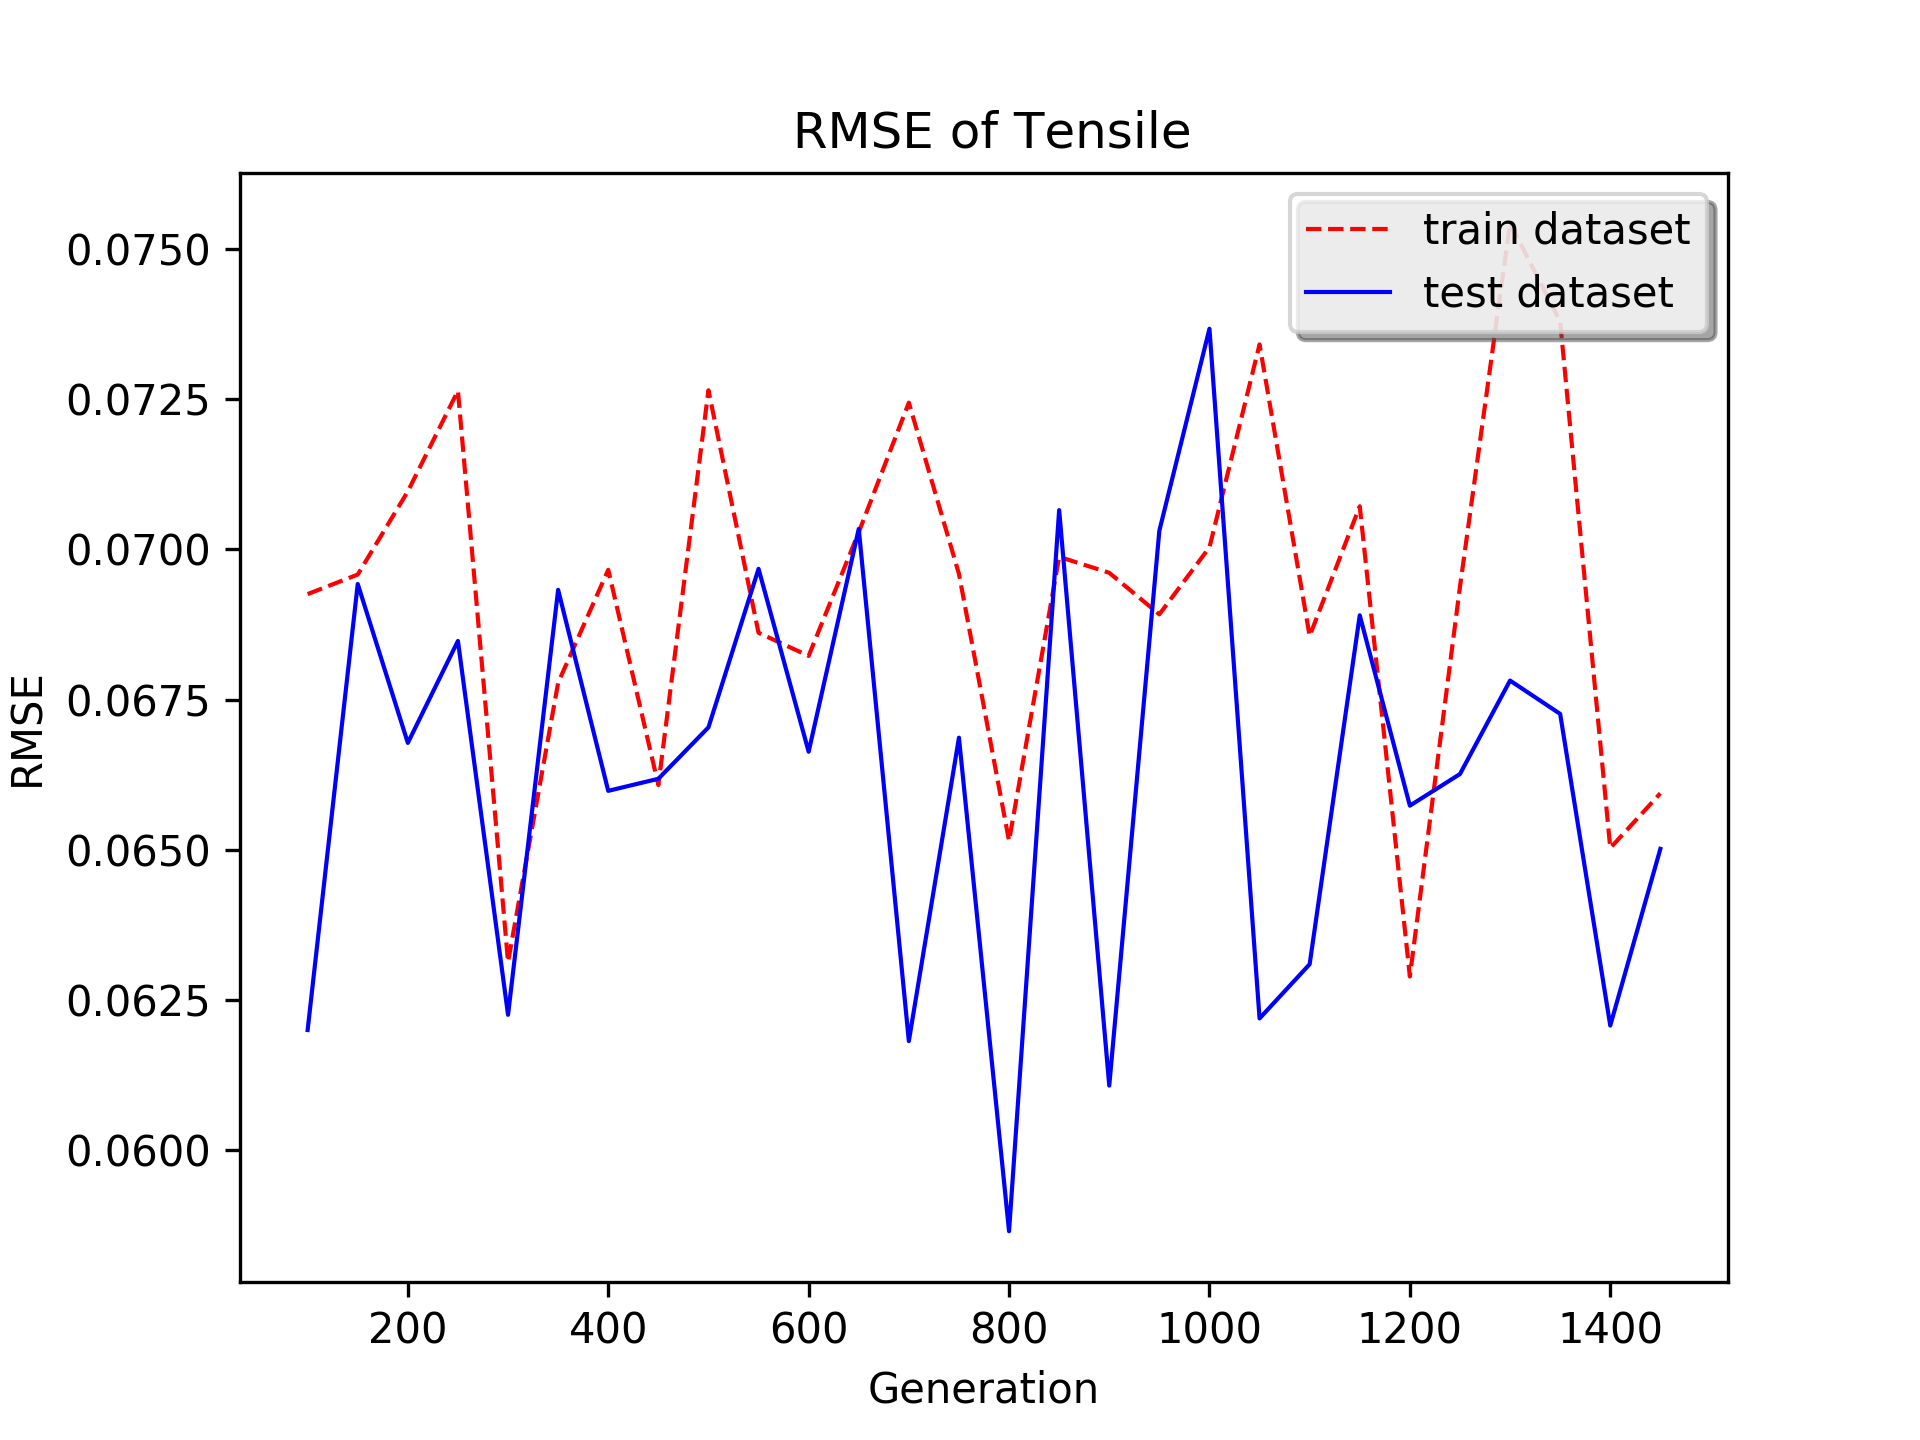 RMSE of Tensile
train dataset
test dataset
0.0750
0.0725
0.0700
0.0675
0.0650
0.0625
0.0600
RMSE
200 400 600 800 1000 1200 1400
Generation